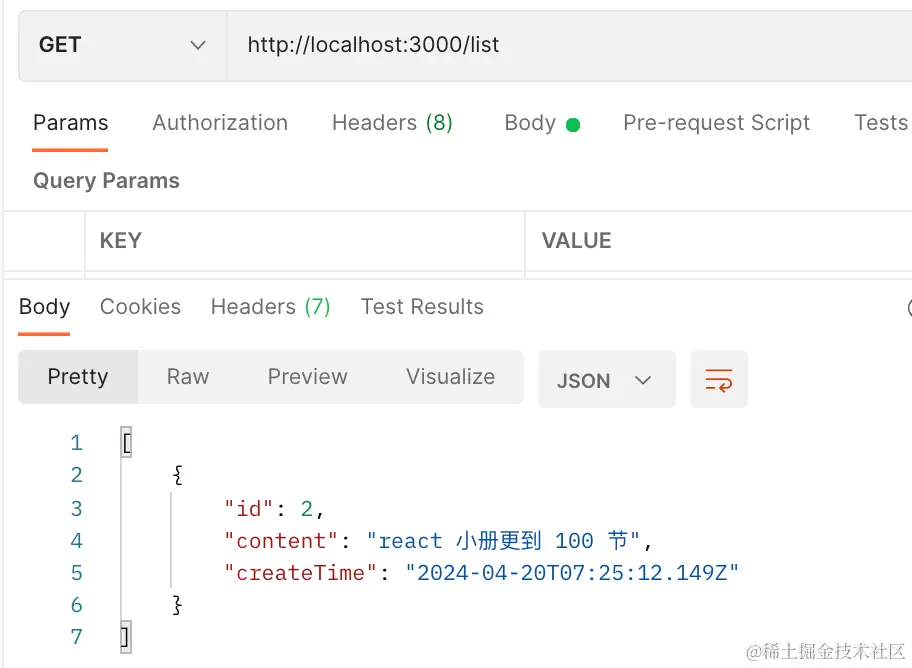 GET http://localhost:3000/list
Params Authorization Headers (8) Body Pre-request Script Tests
Query Params
KEY VALUE
Body Cookies Headers (7) Test Results
Pretty Raw Preview Visualize JSON
1 [
2 {
3 "id": 2,
4 "content": "react 小册更到 100 节",
5 "createTime": "2024-04-20T07:25:12.149Z"
6 }
7 ]
@稀土掘金技术社区